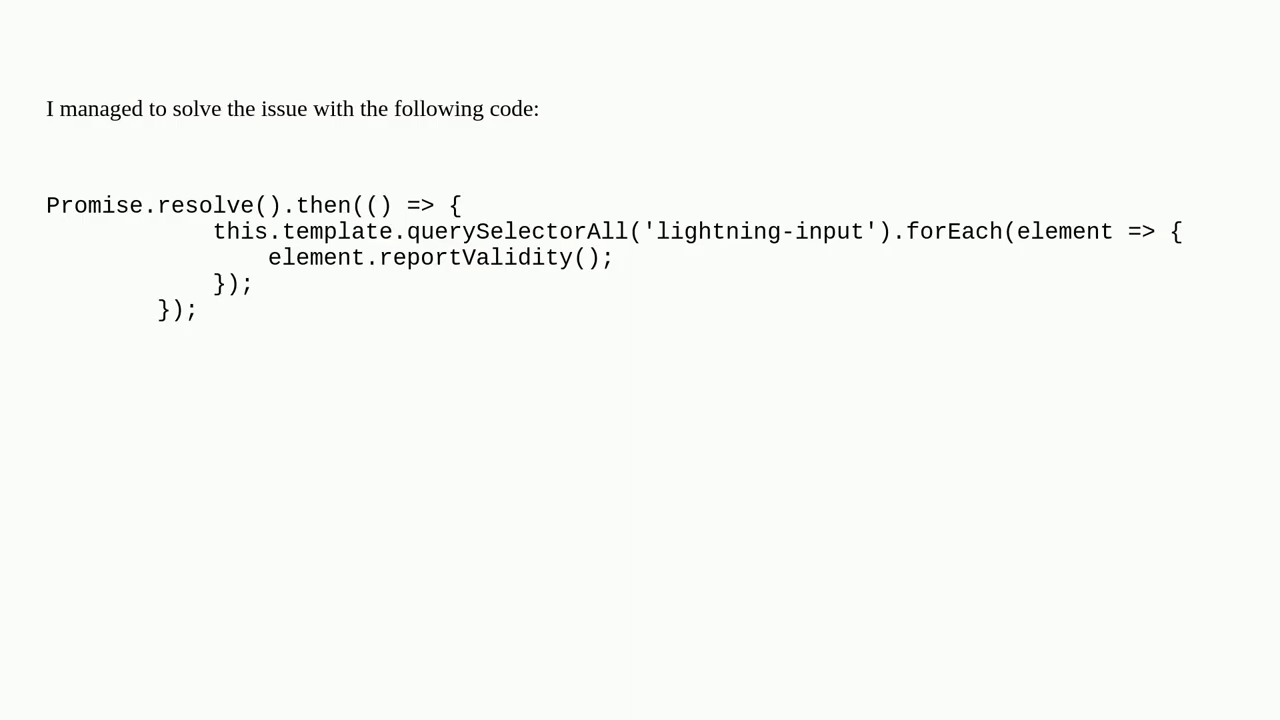 I managed to solve the issue with the following code:
Promise.resolve().then(() => {
            this.template.querySelectorAll('lightning-input').forEach(element => {
                element.reportValidity();
            });
        });